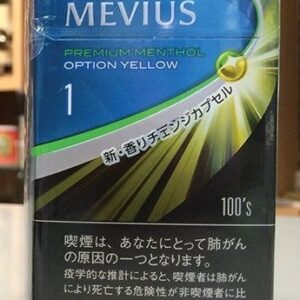 MEVIUS
PREMIUM MENTHOL
OPTION YELLOW
1
新・香りチェンジカプセル
100's
喫煙は、あなたにとって肺がん
の原因の一つとなります。
疫学的な推計によると、喫煙者は肺がん
により死亡する危険性が非喫煙者に比